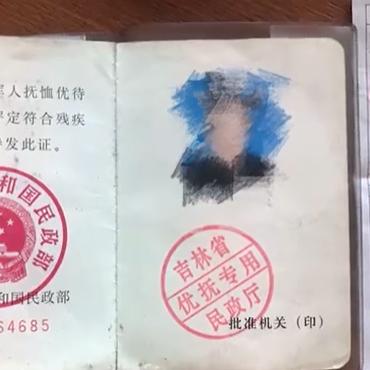 军人抚恤优待
评定符合残疾
发此证。
和国民政部
和国民政部
64685
吉林省
优抚专用
民政厅
批准机关（印）